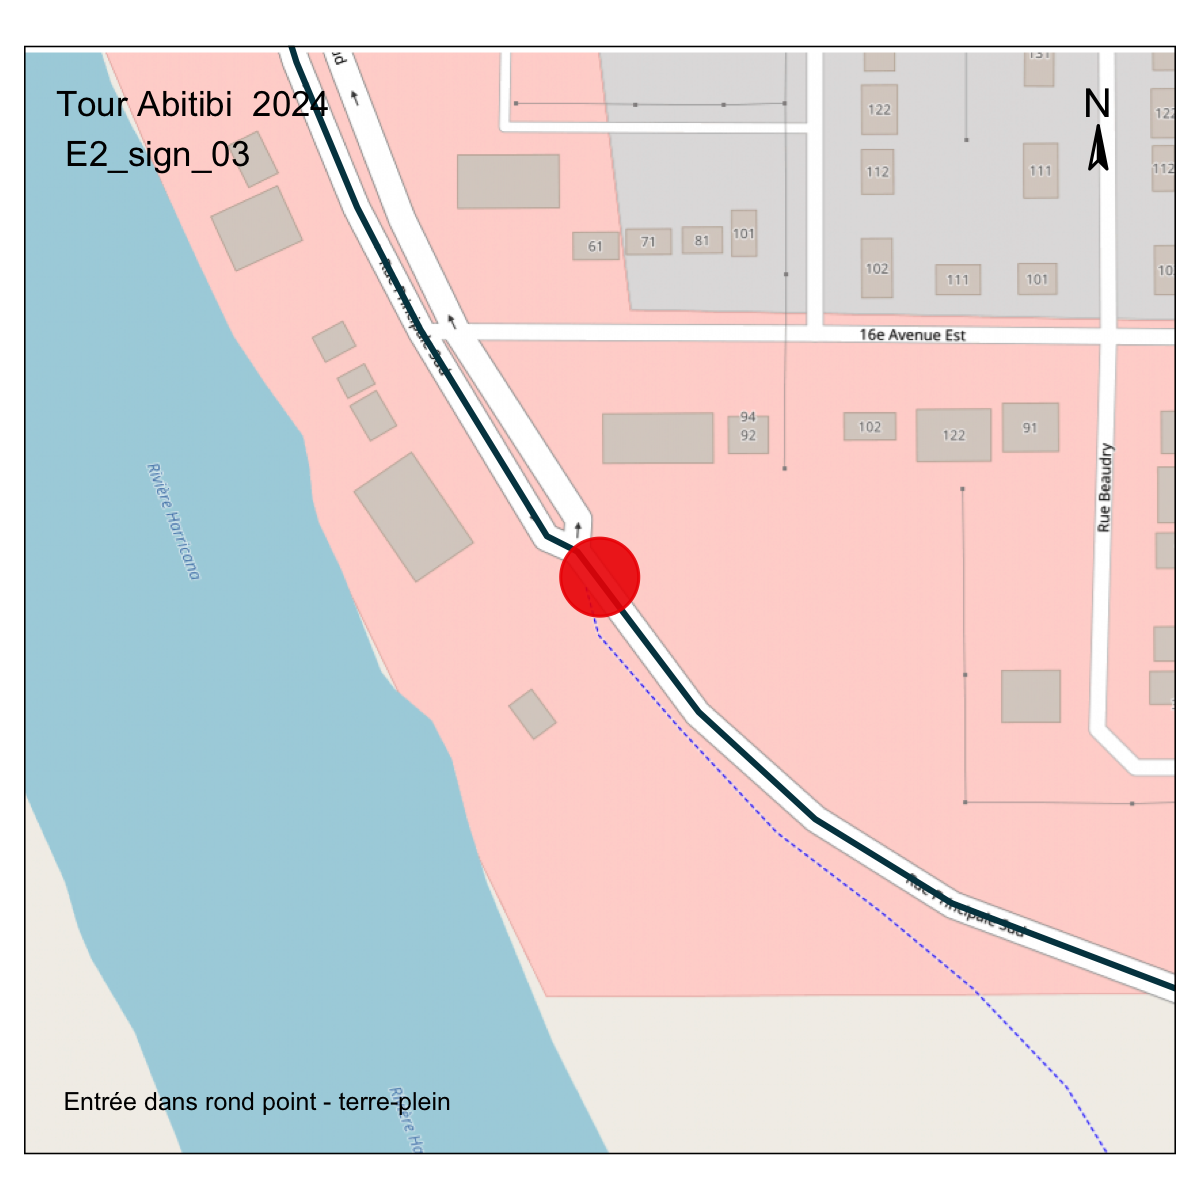 Tour Abitibi 2024
E2_sign_03
N
131
122
122
112
111
112
101
61
71
81
102
111
101
Rue Principale Sud
16e Avenue Est
94
92
102
122
91
Rue Beaudry
Rivière Harricana
Rue Principale Sud
Entrée dans rond point - terre-plein